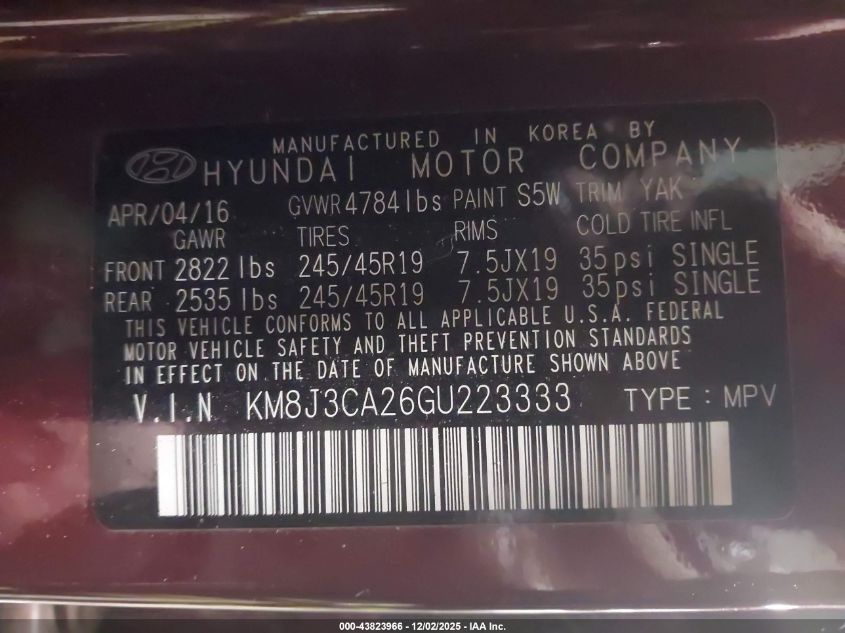 MANUFACTURED IN KOREA BY
HYUNDAI MOTOR COMPANY
APR/04/16 GVWR 4784 lbs PAINT S5W TRIM YAK
GAWR TIRES RIMS COLD TIRE INFL
FRONT 2822 lbs 245/45R19 7.5JX19 35psi SINGLE
REAR 2535 lbs 245/45R19 7.5JX19 35psi SINGLE
THIS VEHICLE CONFORMS TO ALL APPLICABLE U.S.A. FEDERAL
MOTOR VEHICLE SAFETY AND THEFT PREVENTION STANDARDS
IN EFFECT ON THE DATE OF MANUFACTURE SHOWN ABOVE
V.I.N KM8J3CA26GU223333 TYPE : MPV
000-43823966 - 12/02/2025 - IAA Inc.